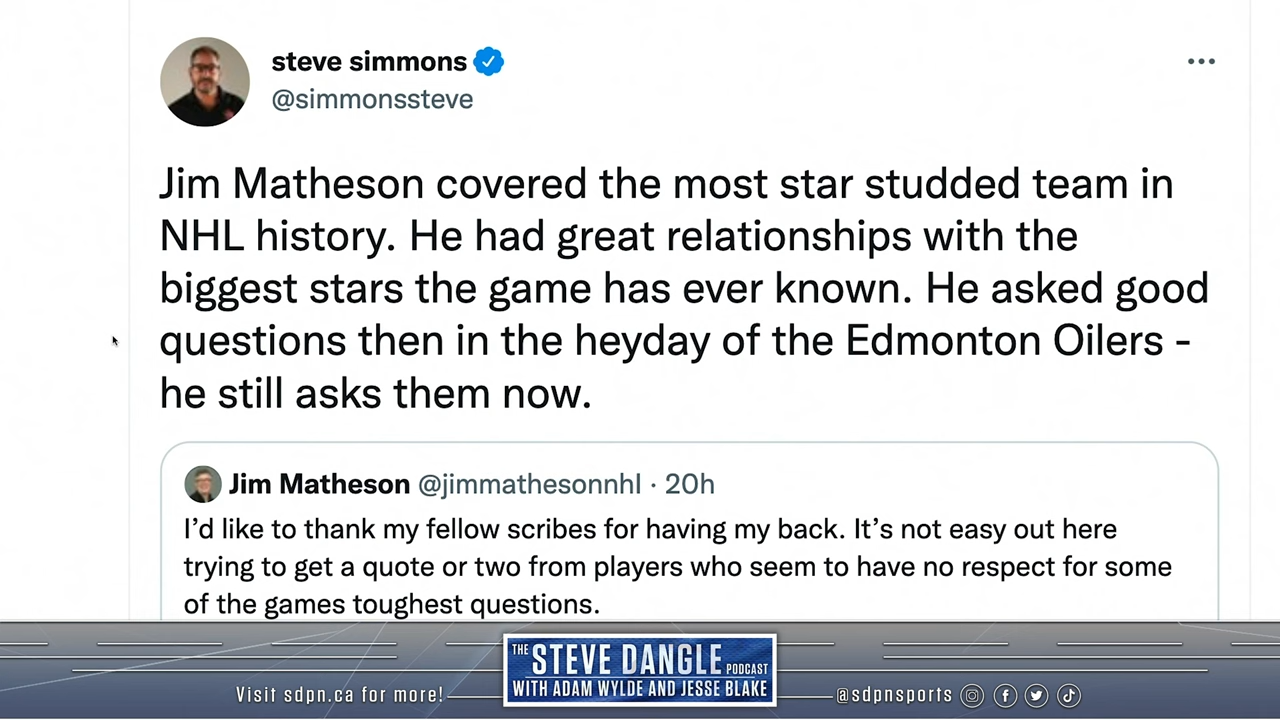 steve simmons
@simmonssteve
Jim Matheson covered the most star studded team in
NHL history. He had great relationships with the
biggest stars the game has ever known. He asked good
questions then in the heyday of the Edmonton Oilers -
he still asks them now.
Jim Matheson @jimmathesonnhl · 20h
I'd like to thank my fellow scribes for having my back. It's not easy out here
trying to get a quote or two from players who seem to have no respect for some
of the games toughest questions.
THE STEVE DANGLE PODCAST
WITH ADAM WYLDE AND JESSE BLAKE
Visit sdpn.ca for more!
@sdpnsports